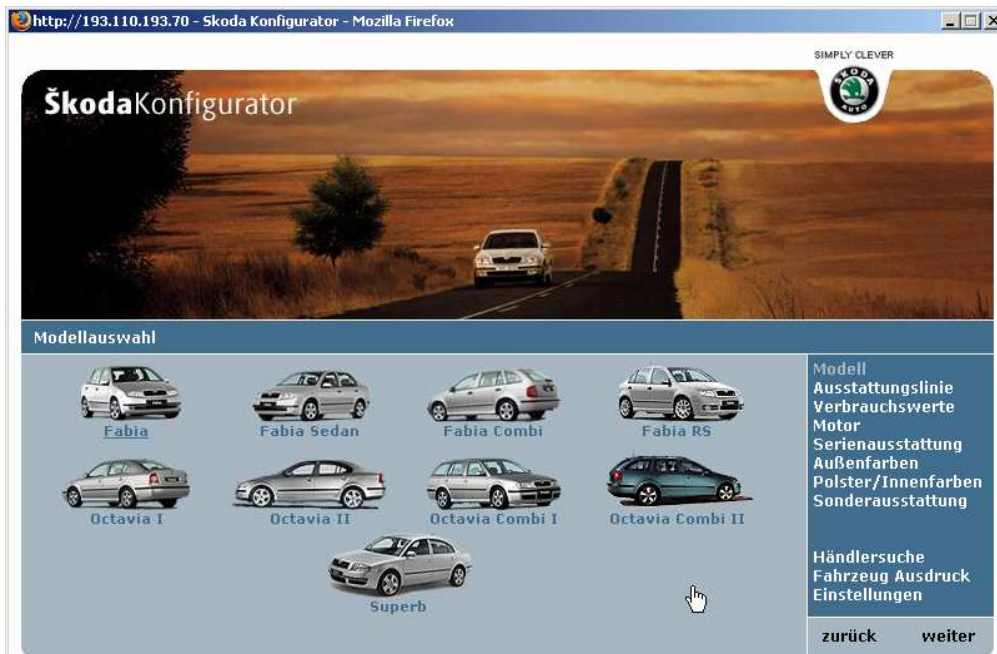 http://193.110.193.70 - Skoda Konfigurator - Mozilla Firefox
SIMPLY CLEVER
ŠkodaKonfigurator
SKODA
AUTO
Modellauswahl
Fabia
Fabia Sedan
Fabia Combi
Fabia RS
Octavia I
Octavia II
Octavia Combi I
Octavia Combi II
Superb
Modell
Ausstattungslinie
Verbrauchswerte
Motor
Serienausstattung
Außenfarben
Polster/Innenfarben
Sonderausstattung
Händlersuche
Fahrzeug Ausdruck
Einstellungen
zurück weiter